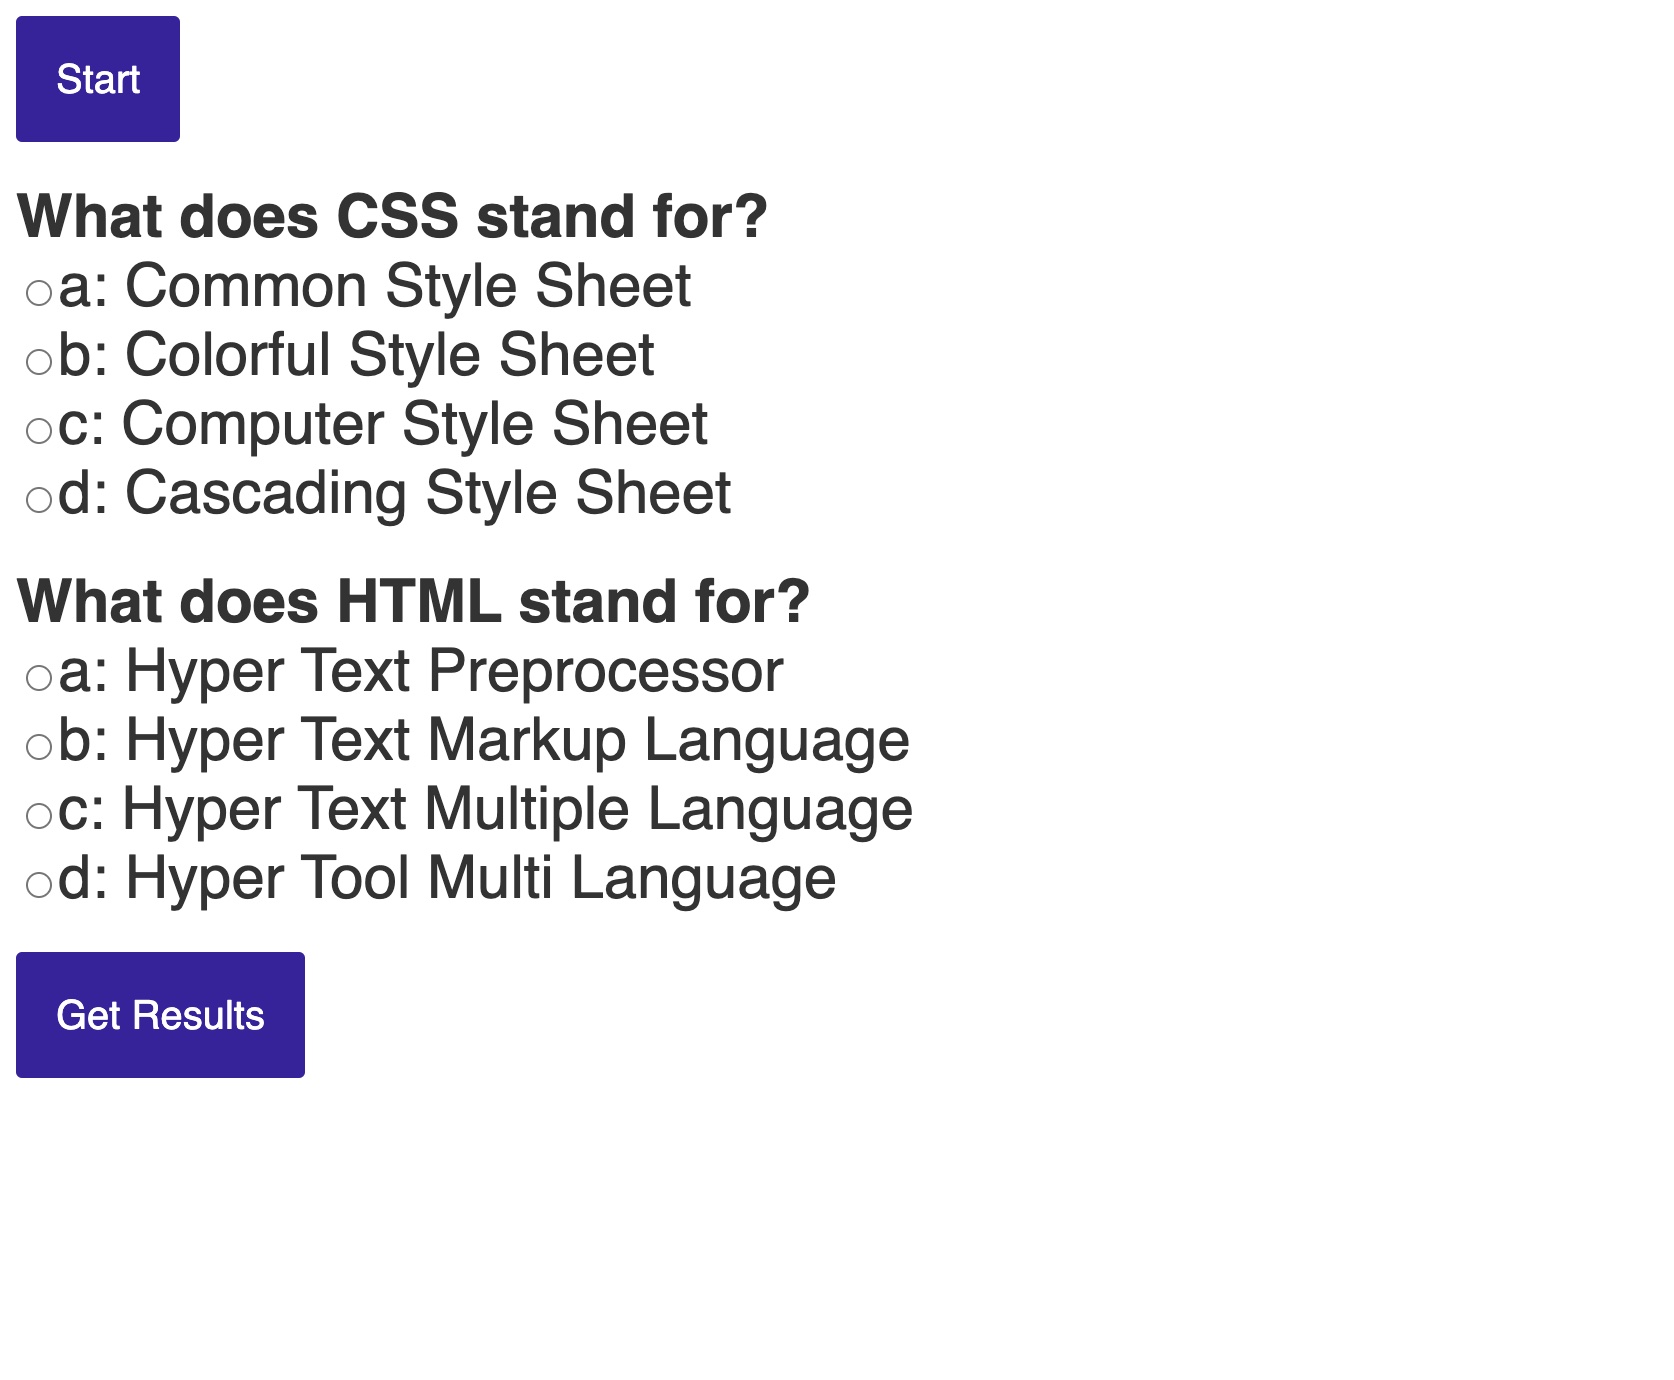 Start
What does CSS stand for?
a: Common Style Sheet
b: Colorful Style Sheet
c: Computer Style Sheet
d: Cascading Style Sheet
What does HTML stand for?
a: Hyper Text Preprocessor
b: Hyper Text Markup Language
c: Hyper Text Multiple Language
d: Hyper Tool Multi Language
Get Results